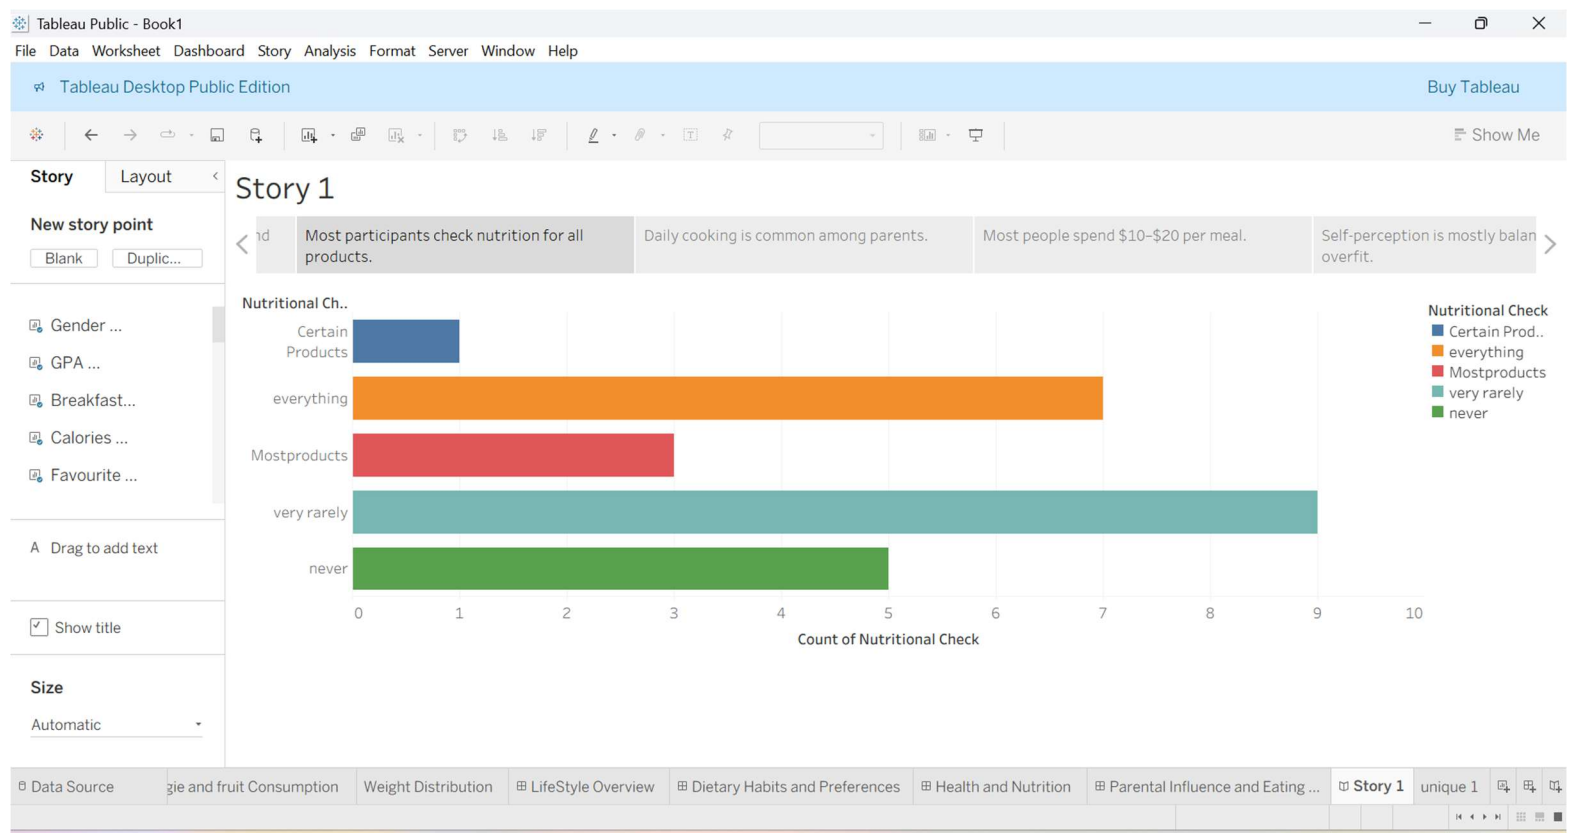 Tableau Public - Book1
File Data Worksheet Dashboard Story Analysis Format Server Window Help
Tableau Desktop Public Edition
Buy Tableau
Show Me
Story Layout
New story point
Blank Duplic...
Gender ...
GPA ...
Breakfast...
Calories ...
Favourite ...
A Drag to add text
Show title
Size
Automatic
Story 1
nd
Most participants check nutrition for all
products.
Daily cooking is common among parents.
Most people spend $10–$20 per meal.
Self-perception is mostly balan
overfit.
Nutritional Ch..
Certain
Products
everything
Mostproducts
very rarely
never
0 1 2 3 4 5 6 7 8 9 10
Count of Nutritional Check
Nutritional Check
Certain Prod..
everything
Mostproducts
very rarely
never
Data Source gie and fruit Consumption Weight Distribution LifeStyle Overview Dietary Habits and Preferences Health and Nutrition Parental Influence and Eating ... Story 1 unique 1